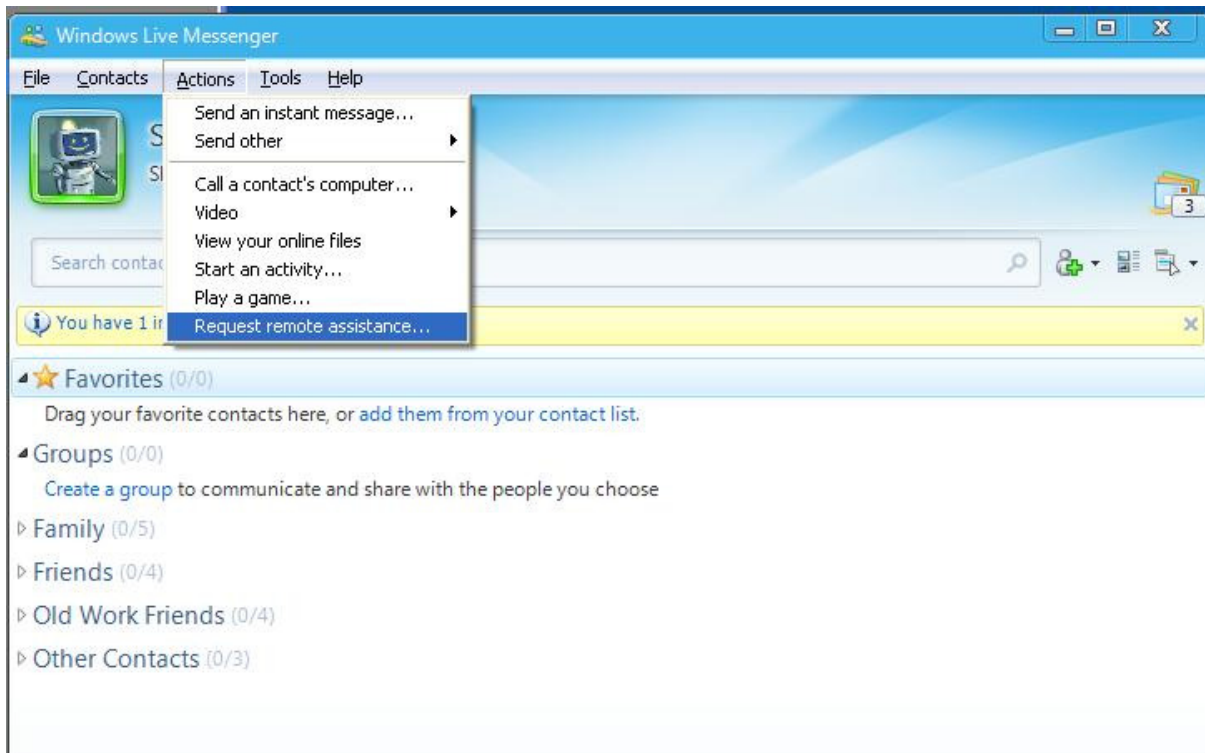 Windows Live Messenger
File Contacts Actions Tools Help
Send an instant message...
Send other
Call a contact's computer...
Video
View your online files
Start an activity...
Play a game...
Request remote assistance...
3
Search
You have 1
Favorites (0/0)
Drag your favorite contacts here, or add them from your contact list.
Groups (0/0)
Create a group to communicate and share with the people you choose
Family (0/5)
Friends (0/4)
Old Work Friends (0/4)
Other Contacts (0/3)